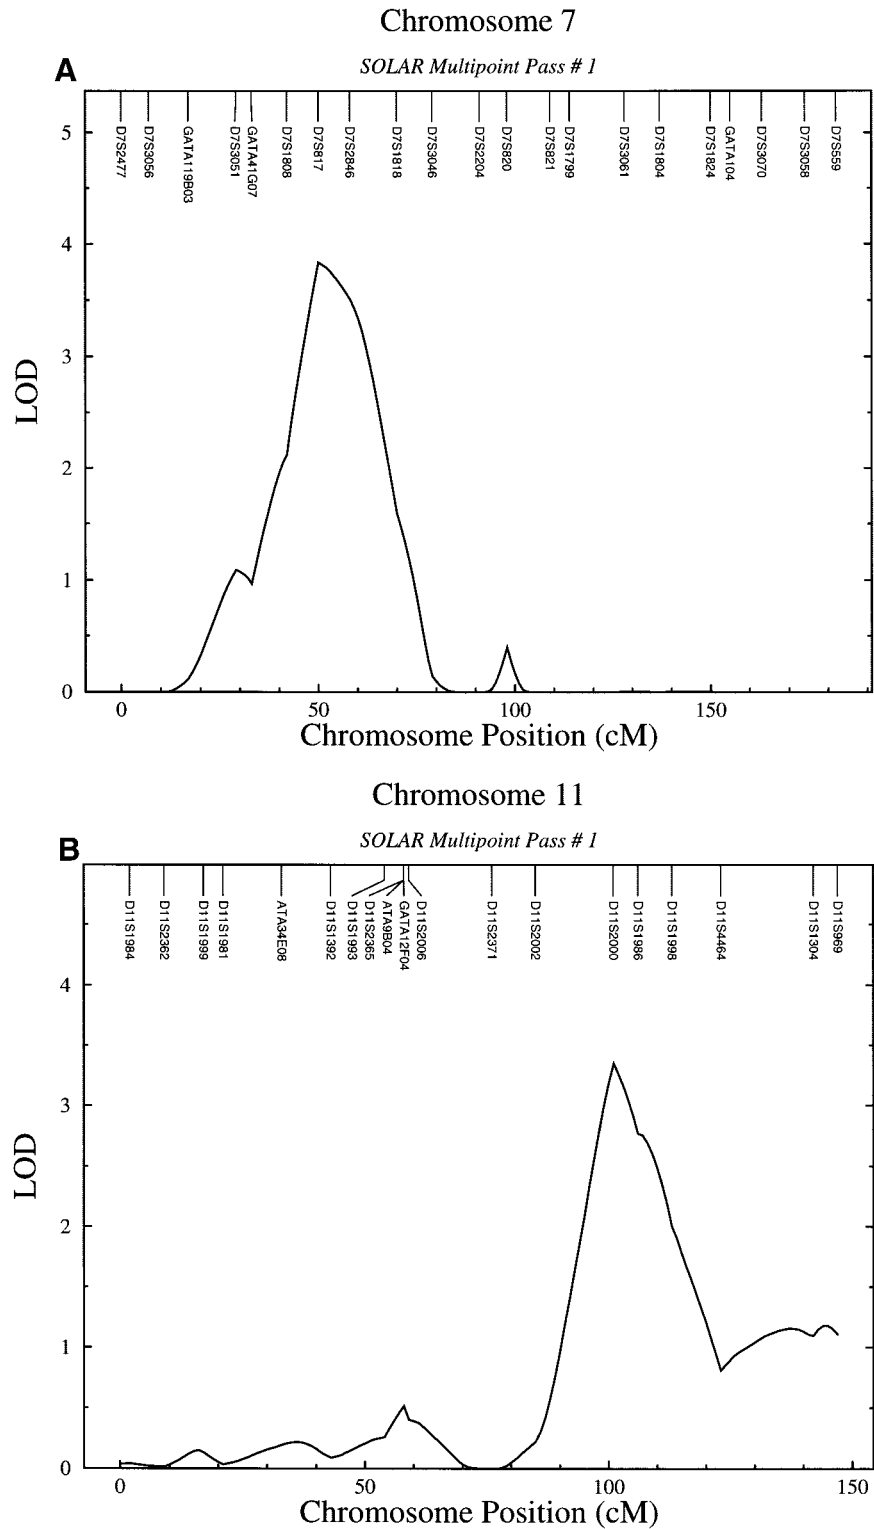 Chromosome 7
A
SOLAR Multipoint Pass # 1
D7S2477
D7S3056
GATA119B03
D7S3051
GATA41G07
D7S1808
D7S817
D7S2846
D7S1818
D7S3046
D7S2204
D7S820
D7S821
D7S1799
D7S3061
D7S1804
D7S1824
GATA104
D7S3070
D7S3058
D7S559
5
4
3
2
1
0
LOD
0 50 100 150
Chromosome Position (cM)
Chromosome 11
B
SOLAR Multipoint Pass # 1
D11S1984
D11S2362
D11S1999
D11S1981
ATA34E08
D11S1392
D11S1993
D11S2365
ATA9B04
GATA12F04
D11S2006
D11S2371
D11S2002
D11S2000
D11S1986
D11S1998
D11S4464
D11S1304
D11S969
4
3
2
1
0
LOD
0 50 100 150
Chromosome Position (cM)